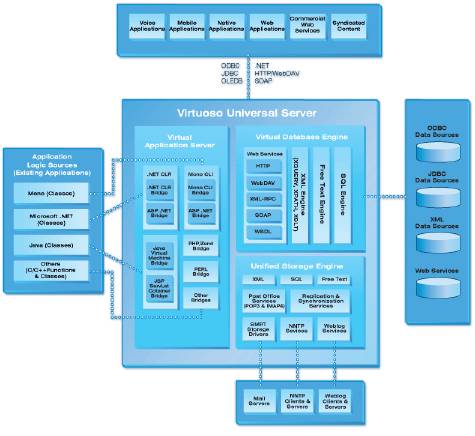 Voice
Applications
Mobile
Applications
Native
Applications
Web
Applications
Commercial
Web
Services
Syndicated
Content
ODBC .NET
JDBC HTTP/WebDAV
OLEDB SOAP
Virtuoso Universal Server
Virtual
Application Server
.NET CLR
Mono CLI
.NET CLR
Bridge
Mono CLI
Bridge
ASP .NET
Bridge
ASP .NET
Bridge
Java
Virtual
Machine
Bridge
PHP/Zend
Bridge
PERL
Bridge
JSP
Servlet
Container
Bridge
Other
Bridges
Virtual Database Engine
Web Services
HTTP
WebDAV
XML-RPC
SOAP
WSDL
XML Engine
(XQUERY, XPATH, XSLT)
Free Text Engine
SQL Engine
Unified Storage Engine
XML
SQL
Free Text
Post Office
Services
(POP3 & IMAP4)
Replication &
Synchronization
Services
SMPT
Storage
Drivers
NNTP
Services
Weblog
Services
Application
Logic Sources
(Existing Applications)
Mono (Classes)
Microsoft .NET
(Classes)
Java (Classes)
Others
(C/C++Functions
& Classes)
ODBC
Data Sources
JDBC
Data Sources
XML
Data Sources
Web Services
Mail
Servers
NNTP
Clients &
Servers
Weblog
Clients &
Servers